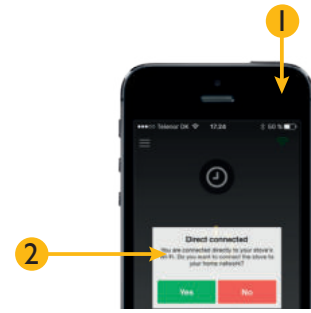 1
Telenor DK 17.24 50 %
Direct connected
You are connected directly to your stove's
Wi-Fi. Do you want to connect the stove to
your home network?
Yes No
2